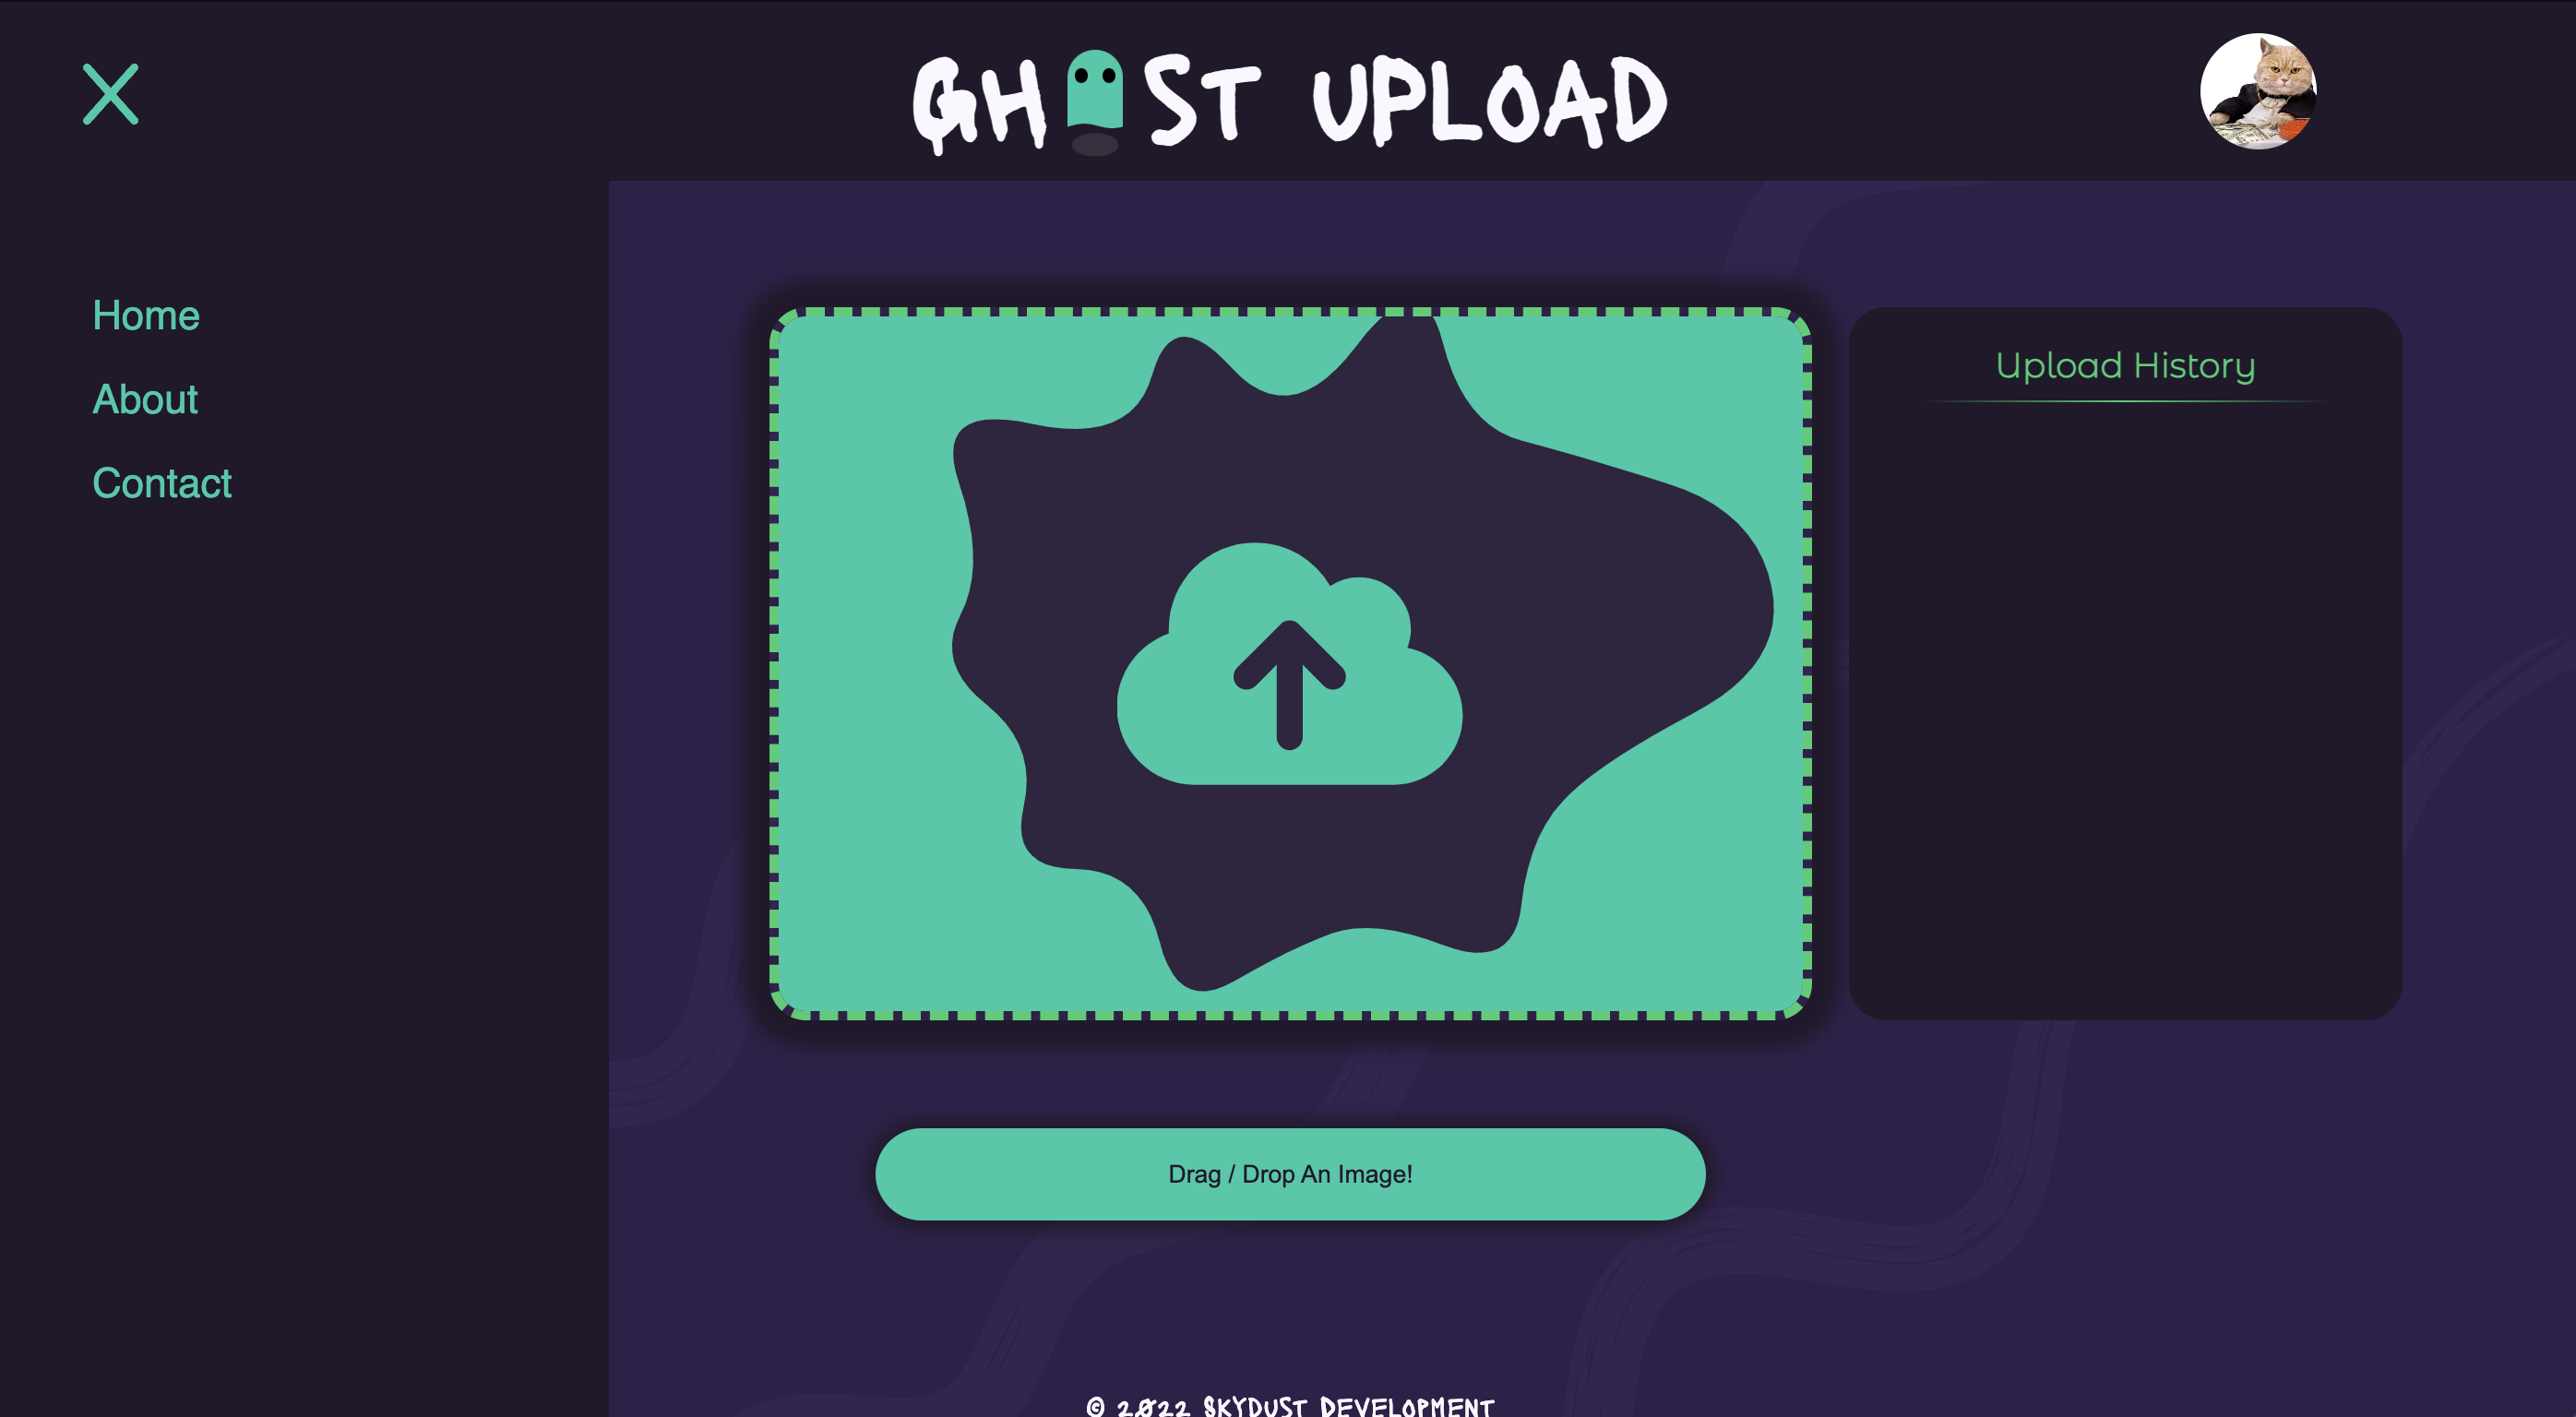 GHOST UPLOAD
Home
About
Contact
Upload History
Drag / Drop An Image!
© 2022 SKYDUST DEVELOPMENT